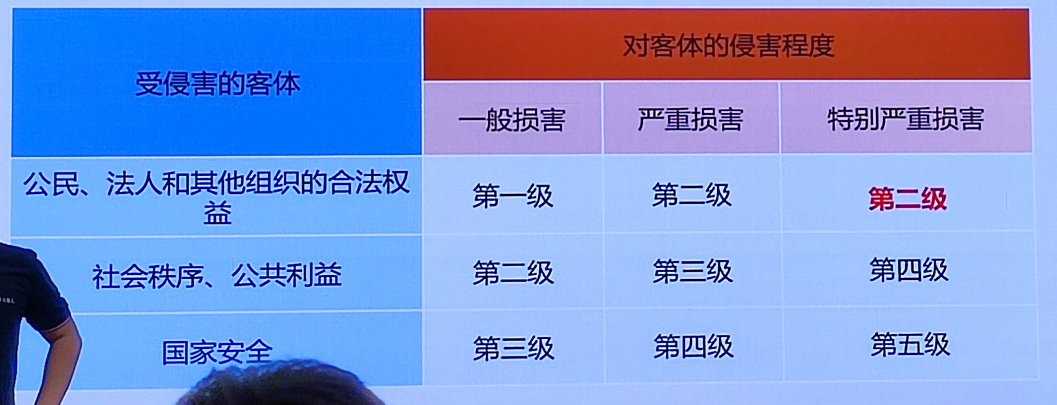 受侵害的客体
对客体的侵害程度
一般损害
严重损害
特别严重损害
公民、法人和其他组织的合法权
益
第一级
第二级
第二级
社会秩序、公共利益
第二级
第三级
第四级
国家安全
第三级
第四级
第五级